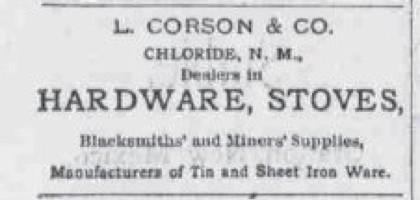 L. CORSON & CO.
CHLORIDE, N. M.,
Dealers in
HARDWARE, STOVES,
Blacksmiths' and Miners' Supplies,
Manufacturers of Tin and Sheet Iron Ware.